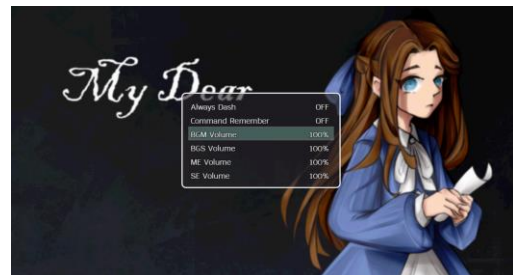 My Dear
Always Dash OFF
Command Remember OFF
BGM Volume 100%
BGS Volume 100%
ME Volume 100%
SE Volume 100%